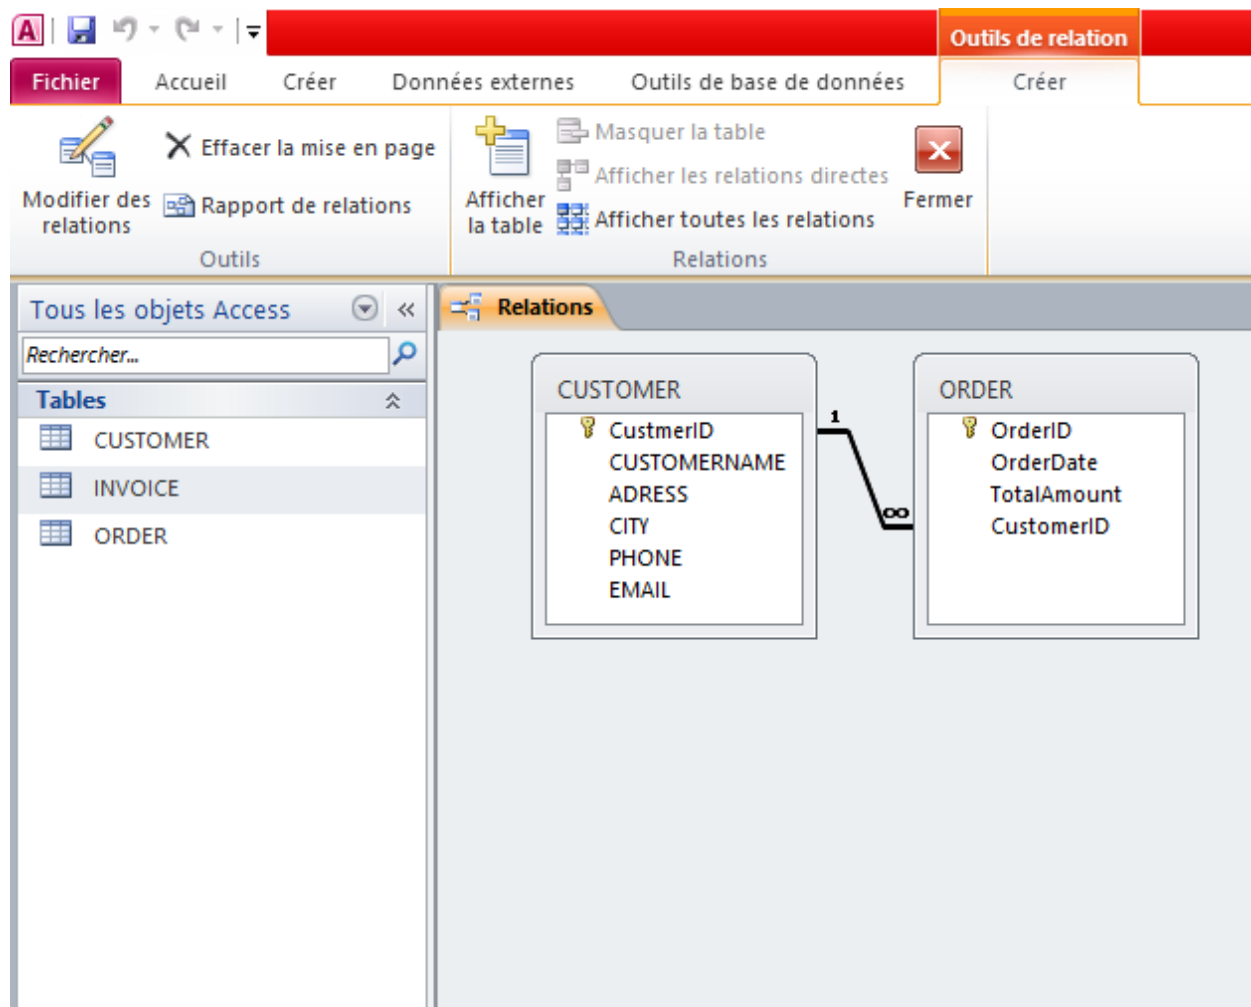 A
Outils de relation
Fichier Accueil Créer Données externes Outils de base de données Créer
Modifier des relations
Effacer la mise en page
Rapport de relations
Outils
Afficher la table
Masquer la table
Afficher les relations directes
Afficher toutes les relations
Relations
Fermer
Tous les objets Access
Rechercher...
Tables
CUSTOMER
INVOICE
ORDER
Relations
CUSTOMER
CustmerID
CUSTOMERNAME
ADRESS
CITY
PHONE
EMAIL
1
∞
ORDER
OrderID
OrderDate
TotalAmount
CustomerID